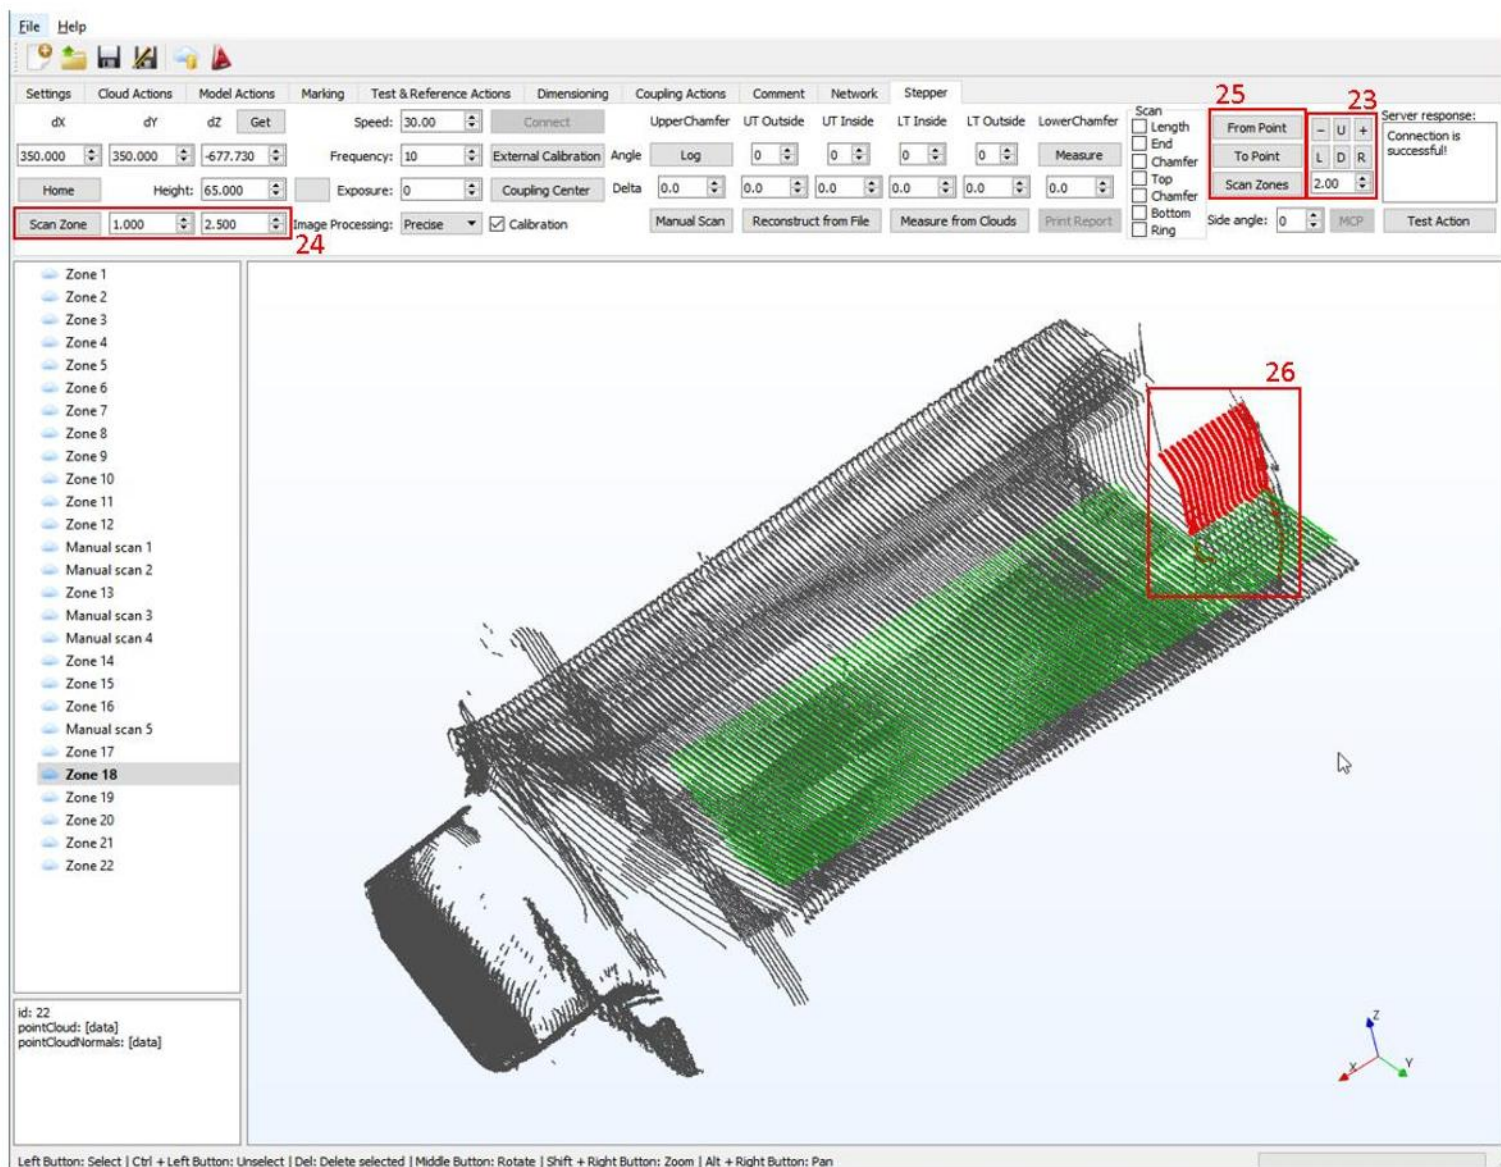 File Help
Settings Cloud Actions Model Actions Marking Test & Reference Actions Dimensioning Coupling Actions Comment Network Stepper
25 23
dX dY dZ Get Speed: 30.00 Connect UpperChamfer UT Outside UT Inside LT Inside LT Outside LowerChamfer Scan Length From Point - U + Server response:
End Connection is successful!
350.000 350.000 -677.730 Frequency: 10 External Calibration Angle Log 0 0 0 0 Measure Chamfer To Point L D R
Top
Home Height: 65.000 Exposure: 0 Coupling Center Delta 0.0 0.0 0.0 0.0 0.0 0.0 Chamfer Scan Zones 2.00
Bottom
Scan Zone 1.000 2.500 Image Processing: Precise Calibration Manual Scan Reconstruct from File Measure from Clouds Print Report Ring Side angle: 0 MCP Test Action
24
Zone 1
Zone 2
Zone 3
Zone 4
Zone 5
Zone 6
Zone 7
Zone 8
Zone 9
Zone 10
Zone 11
Zone 12
Manual scan 1
Manual scan 2
Zone 13
Manual scan 3
Manual scan 4
Zone 14
Zone 15
Zone 16
Manual scan 5
Zone 17
Zone 18
Zone 19
Zone 20
Zone 21
Zone 22
26
id: 22
pointCloud: [data]
pointCloudNormals: [data]
Z
X Y
Left Button: Select | Ctrl + Left Button: Unselect | Del: Delete selected | Middle Button: Rotate | Shift + Right Button: Zoom | Alt + Right Button: Pan